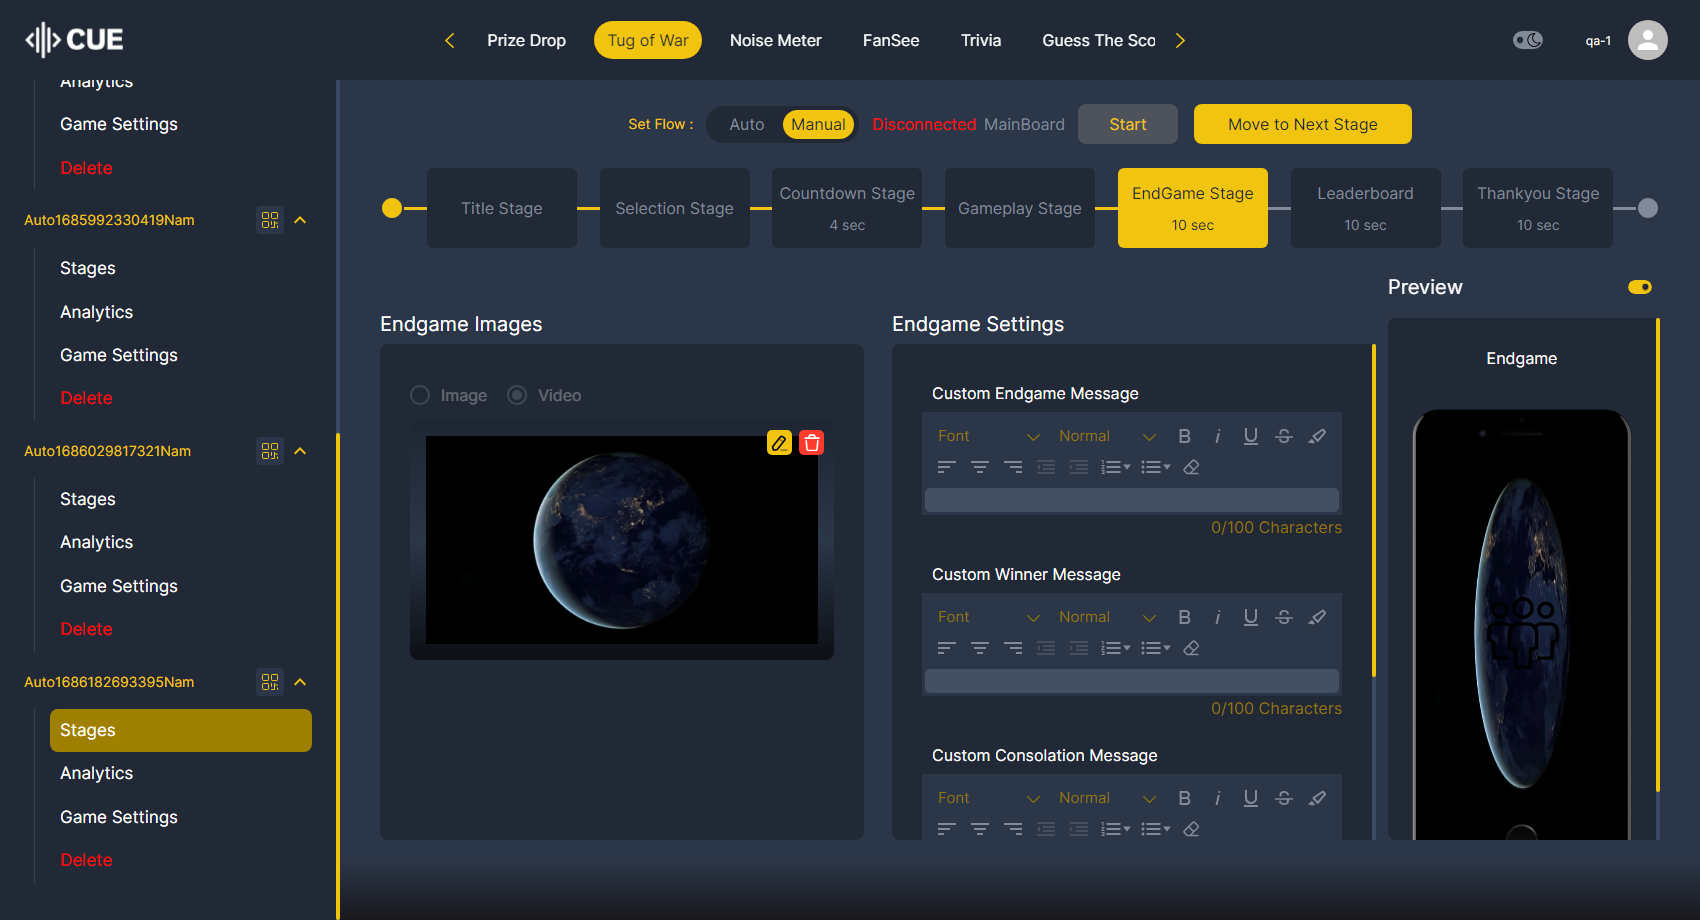 CUE
Prize Drop
Tug of War
Noise Meter
FanSee
Trivia
Guess The Sco
qa-1
Analytics
Game Settings
Delete
Auto1685992330419Nam
Stages
Analytics
Game Settings
Delete
Auto1686029817321Nam
Stages
Analytics
Game Settings
Delete
Auto1686182693395Nam
Stages
Analytics
Game Settings
Delete
Set Flow :
Auto
Manual
Disconnected MainBoard
Start
Move to Next Stage
Title Stage
Selection Stage
Countdown Stage
4 sec
Gameplay Stage
EndGame Stage
10 sec
Leaderboard
10 sec
Thankyou Stage
10 sec
Endgame Images
Image
Video
Endgame Settings
Custom Endgame Message
Font
Normal
B i U S
0/100 Characters
Custom Winner Message
Font
Normal
B i U S
0/100 Characters
Custom Consolation Message
Font
Normal
B i U S
Preview
Endgame